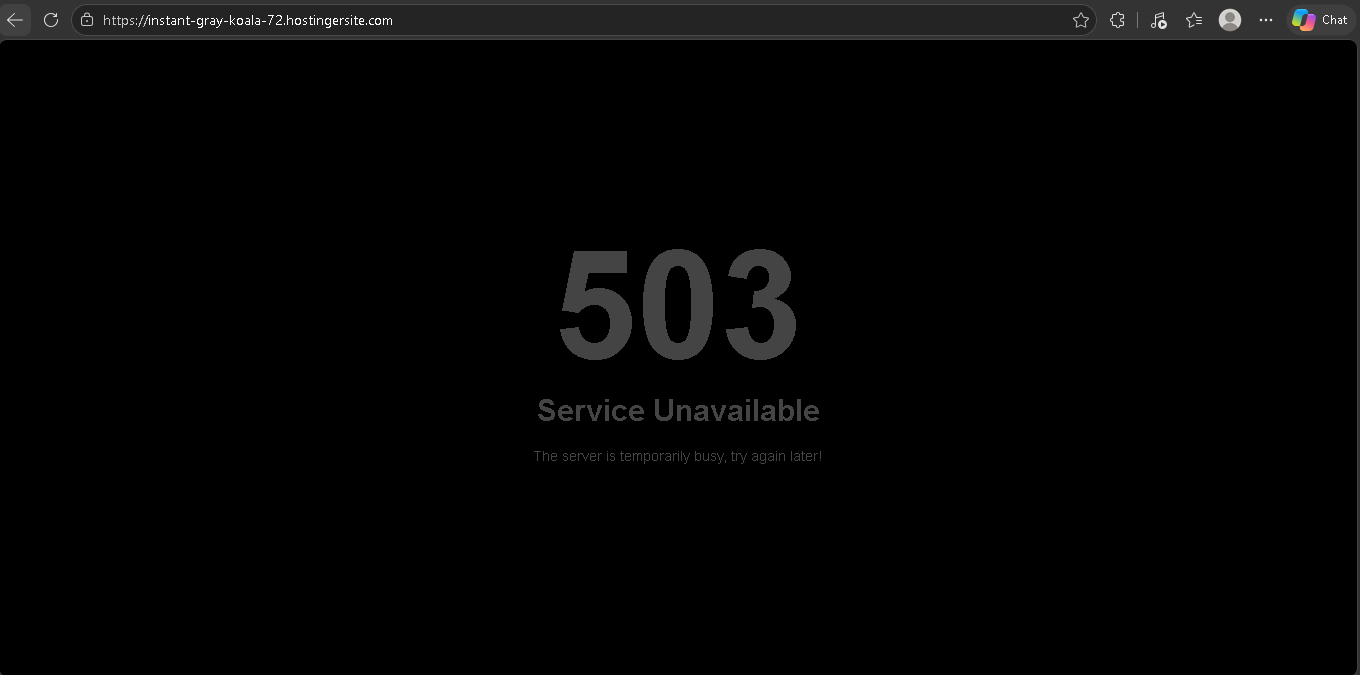 https://instant-gray-koala-72.hostingersite.com
Chat
503
Service Unavailable
The server is temporarily busy, try again later!